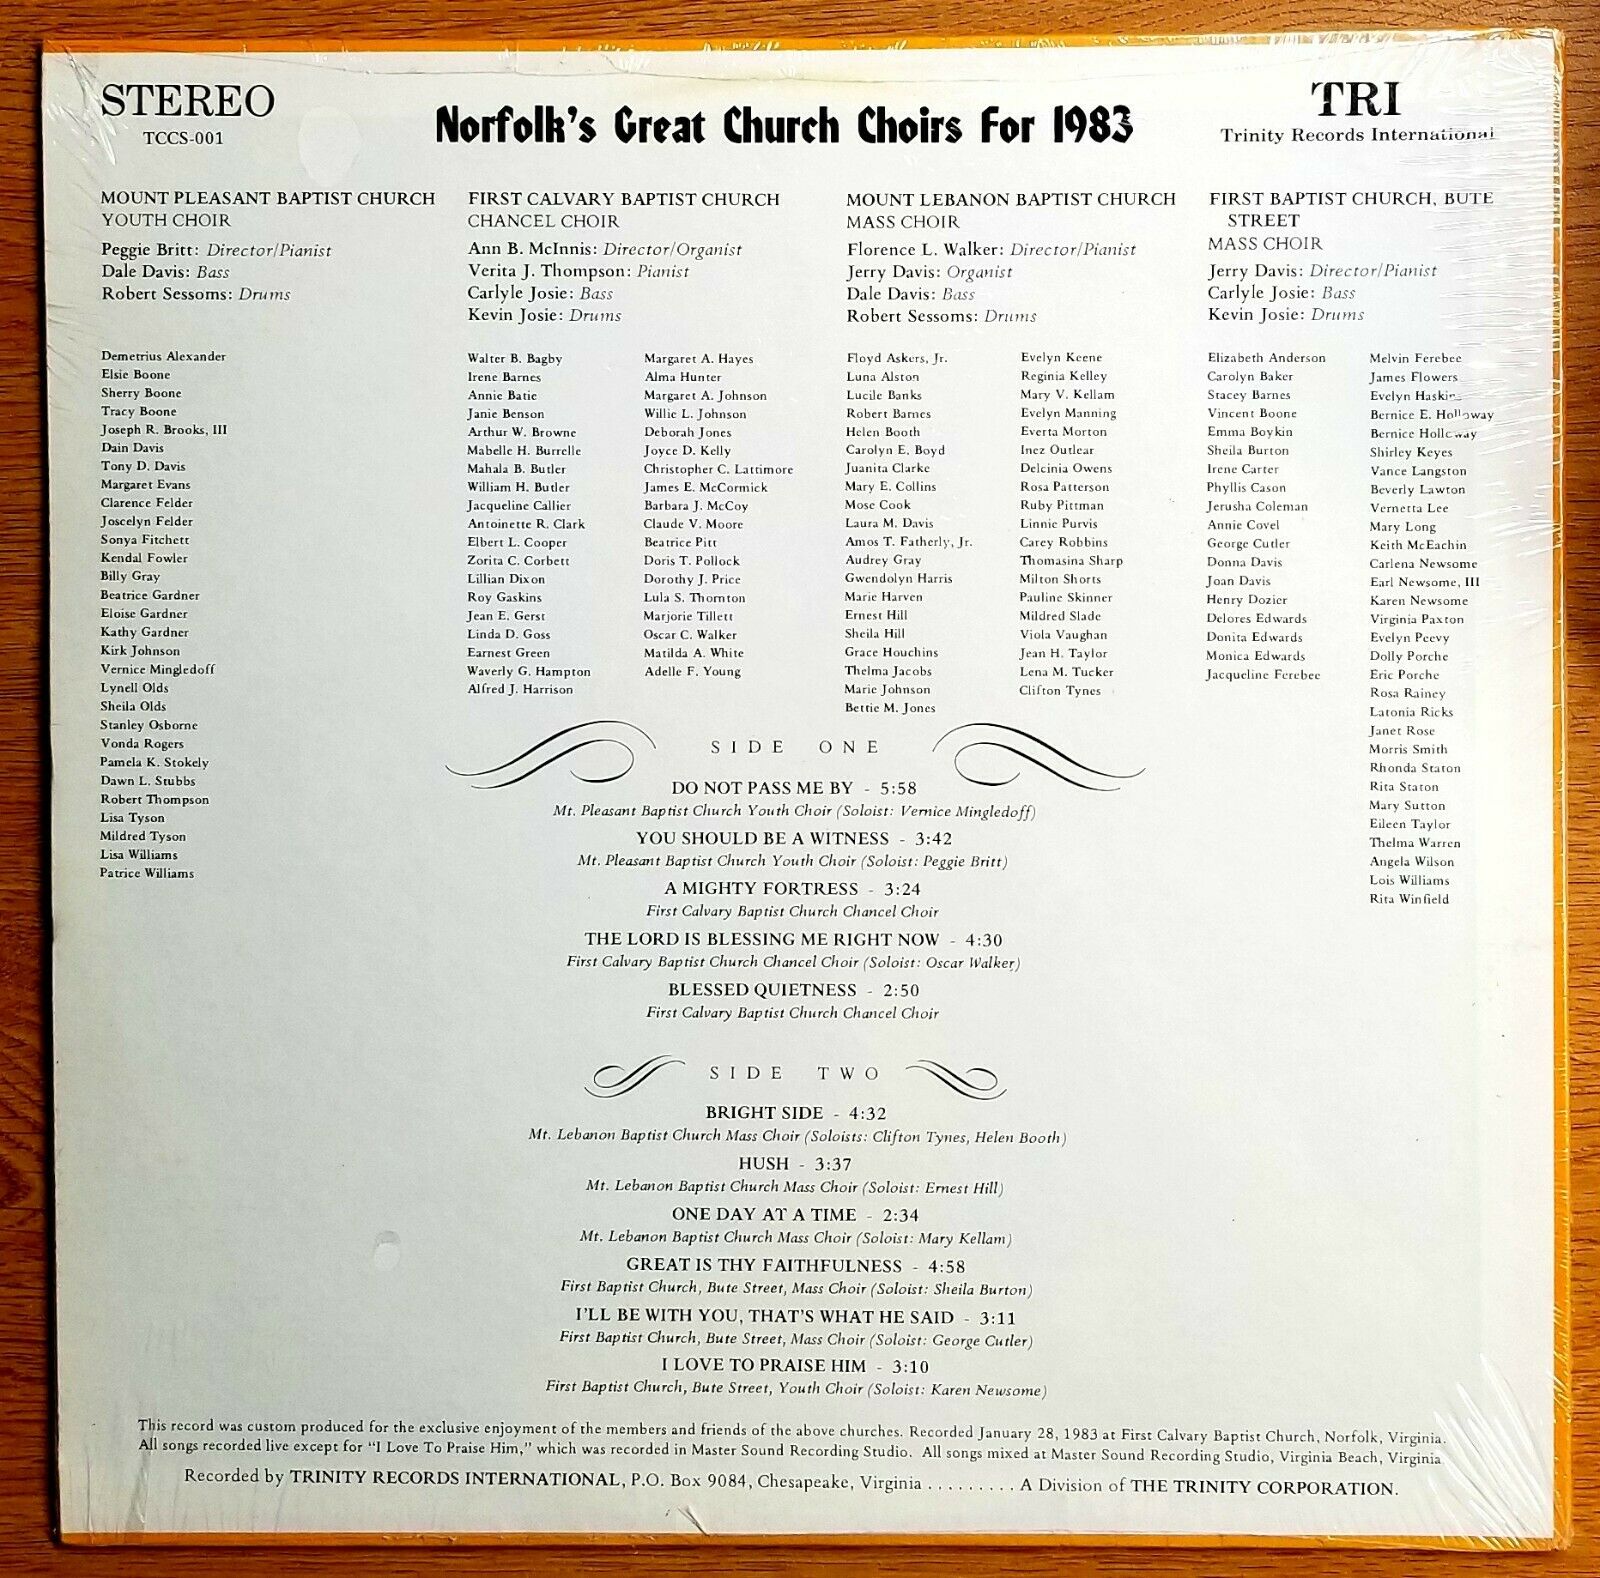 STEREO
TCCS-001
Norfolk's Great Church Choirs For 1983
TRI
Trinity Records International
MOUNT PLEASANT BAPTIST CHURCH
YOUTH CHOIR
Peggie Britt: Director/Pianist
Dale Davis: Bass
Robert Sessoms: Drums
Demetrius Alexander
Elsie Boone
Sherry Boone
Tracy Boone
Joseph R. Brooks, III
Dain Davis
Tony D. Davis
Margaret Evans
Clarence Felder
Joscelyn Felder
Sonya Fitchett
Kendal Fowler
Billy Gray
Beatrice Gardner
Eloise Gardner
Kathy Gardner
Kirk Johnson
Vernice Mingledoff
Lynell Olds
Sheila Olds
Stanley Osborne
Vonda Rogers
Pamela K. Stokely
Dawn L. Stubbs
Robert Thompson
Lisa Tyson
Mildred Tyson
Lisa Williams
Patrice Williams
FIRST CALVARY BAPTIST CHURCH
CHANCEL CHOIR
Ann B. McInnis: Director/Organist
Verita J. Thompson: Pianist
Carlyle Josie: Bass
Kevin Josie: Drums
Walter B. Bagby
Irene Barnes
Annie Batie
Janie Benson
Arthur W. Browne
Mabelle H. Burrelle
Mahala B. Butler
William H. Butler
Jacqueline Callier
Antoinette R. Clark
Elbert L. Cooper
Zorita C. Corbett
Lillian Dixon
Roy Gaskins
Jean E. Gerst
Linda D. Goss
Earnest Green
Waverly G. Hampton
Alfred J. Harrison
Margaret A. Hayes
Alma Hunter
Margaret A. Johnson
Willie L. Johnson
Deborah Jones
Joyce D. Kelly
Christopher C. Lattimore
James E. McCormick
Barbara J. McCoy
Claude V. Moore
Beatrice Pitt
Doris T. Pollock
Dorothy J. Price
Lula S. Thornton
Marjorie Tillett
Oscar C. Walker
Matilda A. White
Adelle F. Young
MOUNT LEBANON BAPTIST CHURCH
MASS CHOIR
Florence L. Walker: Director/Pianist
Jerry Davis: Organist
Dale Davis: Bass
Robert Sessoms: Drums
Floyd Askers, Jr.
Luna Alston
Lucile Banks
Robert Barnes
Helen Booth
Carolyn E. Boyd
Juanita Clarke
Mary E. Collins
Mose Cook
Laura M. Davis
Amos T. Fatherly, Jr.
Audrey Gray
Gwendolyn Harris
Marie Harven
Ernest Hill
Sheila Hill
Grace Houchins
Thelma Jacobs
Marie Johnson
Bettie M. Jones
Evelyn Keene
Reginia Kelley
Mary V. Kellam
Evelyn Manning
Everta Morton
Inez Outlear
Delcinia Owens
Rosa Patterson
Ruby Pittman
Linnie Purvis
Carey Robbins
Thomasina Sharp
Milton Shorts
Pauline Skinner
Mildred Slade
Viola Vaughan
Jean H. Taylor
Lena M. Tucker
Clifton Tynes
FIRST BAPTIST CHURCH, BUTE
STREET
MASS CHOIR
Jerry Davis: Director/Pianist
Carlyle Josie: Bass
Kevin Josie: Drums
Elizabeth Anderson
Carolyn Baker
Stacey Barnes
Vincent Boone
Emma Boykin
Sheila Burton
Irene Carter
Phyllis Cason
Jerusha Coleman
Annie Covel
George Cutler
Donna Davis
Joan Davis
Henry Dozier
Delores Edwards
Donita Edwards
Monica Edwards
Jacqueline Ferebee
Melvin Ferebee
James Flowers
Evelyn Haskins
Bernice E. Holloway
Bernice Holloway
Shirley Keyes
Vance Langston
Beverly Lawton
Vernetta Lee
Mary Long
Keith McEachin
Carlena Newsome
Earl Newsome, III
Karen Newsome
Virginia Paxton
Evelyn Peevy
Dolly Porche
Eric Porche
Rosa Rainey
Latonia Ricks
Janet Rose
Morris Smith
Rhonda Staton
Rita Staton
Mary Sutton
Eileen Taylor
Thelma Warren
Angela Wilson
Lois Williams
Rita Winfield
SIDE ONE
DO NOT PASS ME BY - 5:58
Mt. Pleasant Baptist Church Youth Choir (Soloist: Vernice Mingledoff)
YOU SHOULD BE A WITNESS - 3:42
Mt. Pleasant Baptist Church Youth Choir (Soloist: Peggie Britt)
A MIGHTY FORTRESS - 3:24
First Calvary Baptist Church Chancel Choir
THE LORD IS BLESSING ME RIGHT NOW - 4:30
First Calvary Baptist Church Chancel Choir (Soloist: Oscar Walker)
BLESSED QUIETNESS - 2:50
First Calvary Baptist Church Chancel Choir
SIDE TWO
BRIGHT SIDE - 4:32
Mt. Lebanon Baptist Church Mass Choir (Soloists: Clifton Tynes, Helen Booth)
HUSH - 3:37
Mt. Lebanon Baptist Church Mass Choir (Soloist: Ernest Hill)
ONE DAY AT A TIME - 2:34
Mt. Lebanon Baptist Church Mass Choir (Soloist: Mary Kellam)
GREAT IS THY FAITHFULNESS - 4:58
First Baptist Church, Bute Street, Mass Choir (Soloist: Sheila Burton)
I'LL BE WITH YOU, THAT'S WHAT HE SAID - 3:11
First Baptist Church, Bute Street, Mass Choir (Soloist: George Cutler)
I LOVE TO PRAISE HIM - 3:10
First Baptist Church, Bute Street, Youth Choir (Soloist: Karen Newsome)
This record was custom produced for the exclusive enjoyment of the members and friends of the above churches. Recorded January 28, 1983 at First Calvary Baptist Church, Norfolk, Virginia.
All songs recorded live except for "I Love To Praise Him," which was recorded in Master Sound Recording Studio. All songs mixed at Master Sound Recording Studio, Virginia Beach, Virginia
Recorded by TRINITY RECORDS INTERNATIONAL, P.O. Box 9084, Chesapeake, Virginia ......... A Division of THE TRINITY CORPORATION.